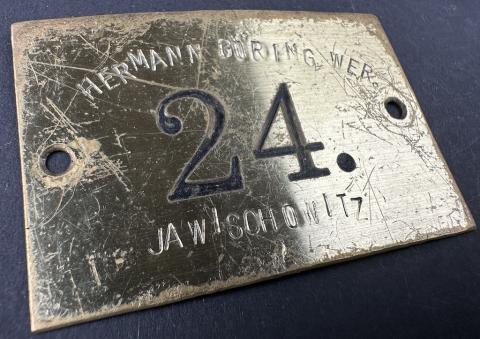 HERMANN GÖRING WER.
24.
JAWISCHOWITZ